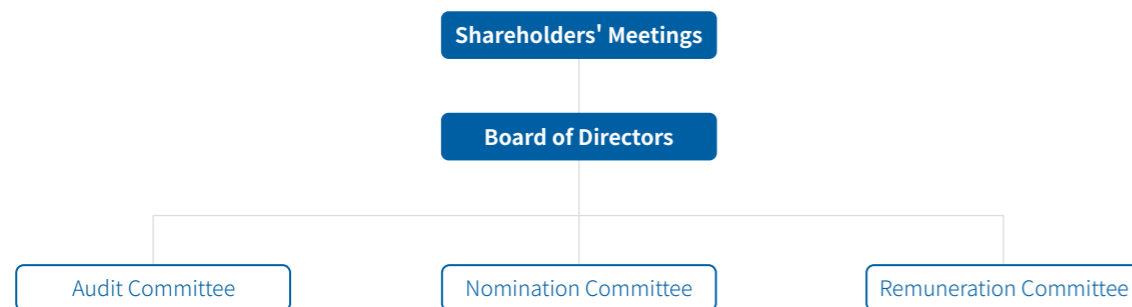 Shareholders' Meetings
Board of Directors
Audit Committee
Nomination Committee
Remuneration Committee